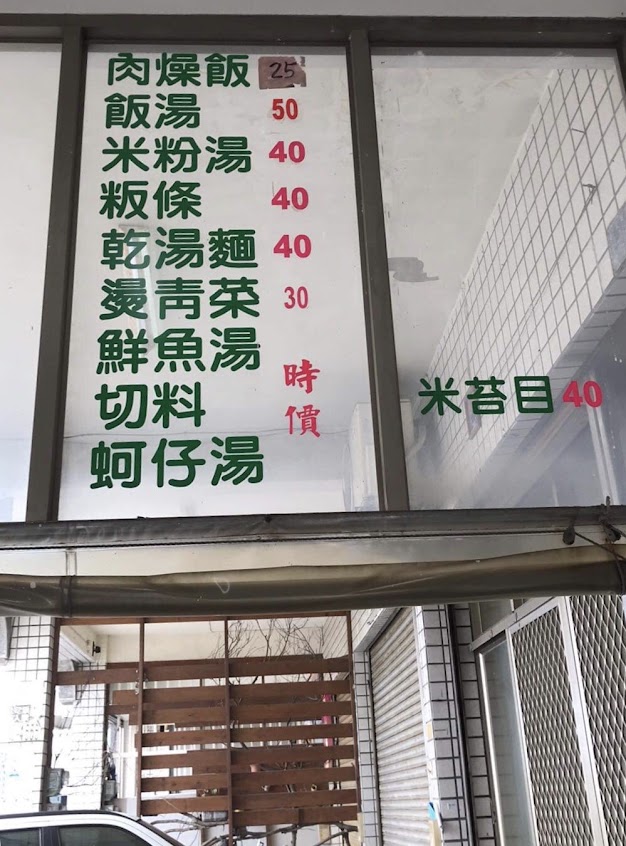 肉燥飯 25
飯湯 50
米粉湯 40
粄條 40
乾湯麵 40
燙青菜 30
鮮魚湯
切料
蚵仔湯
時價
米苔目 40